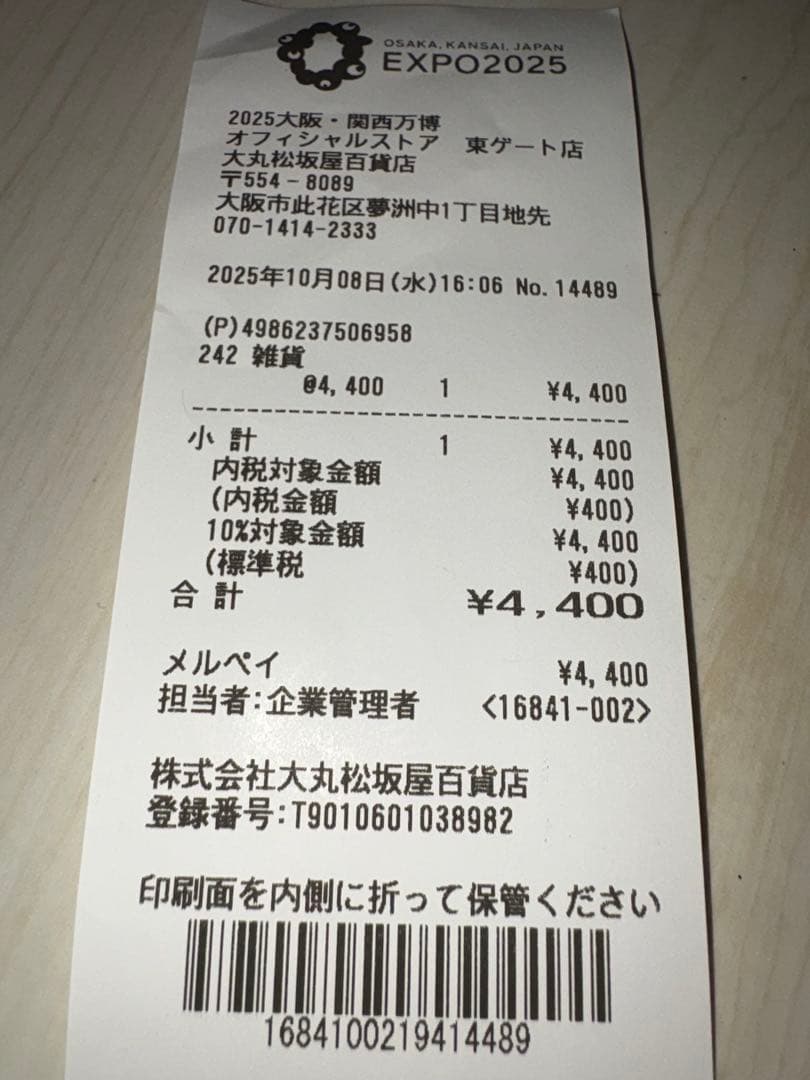 OSAKA, KANSAI, JAPAN
EXPO2025
2025大阪・関西万博
オフィシャルストア 東ゲート店
大丸松坂屋百貨店
〒554-8089
大阪市此花区夢洲中1丁目地先
070-1414-2333
2025年10月08日(水)16:06 No.14489
(P)4986237506958
242 雑貨
@4,400 1 ¥4,400
小 計 1 ¥4,400
内税対象金額 ¥4,400
(内税金額 ¥400)
10%対象金額 ¥4,400
(標準税 ¥400)
合 計 ¥4,400
メルペイ ¥4,400
担当者:企業管理者 <16841-002>
株式会社大丸松坂屋百貨店
登録番号:T9010601038982
印刷面を内側に折って保管ください
1684100219414489